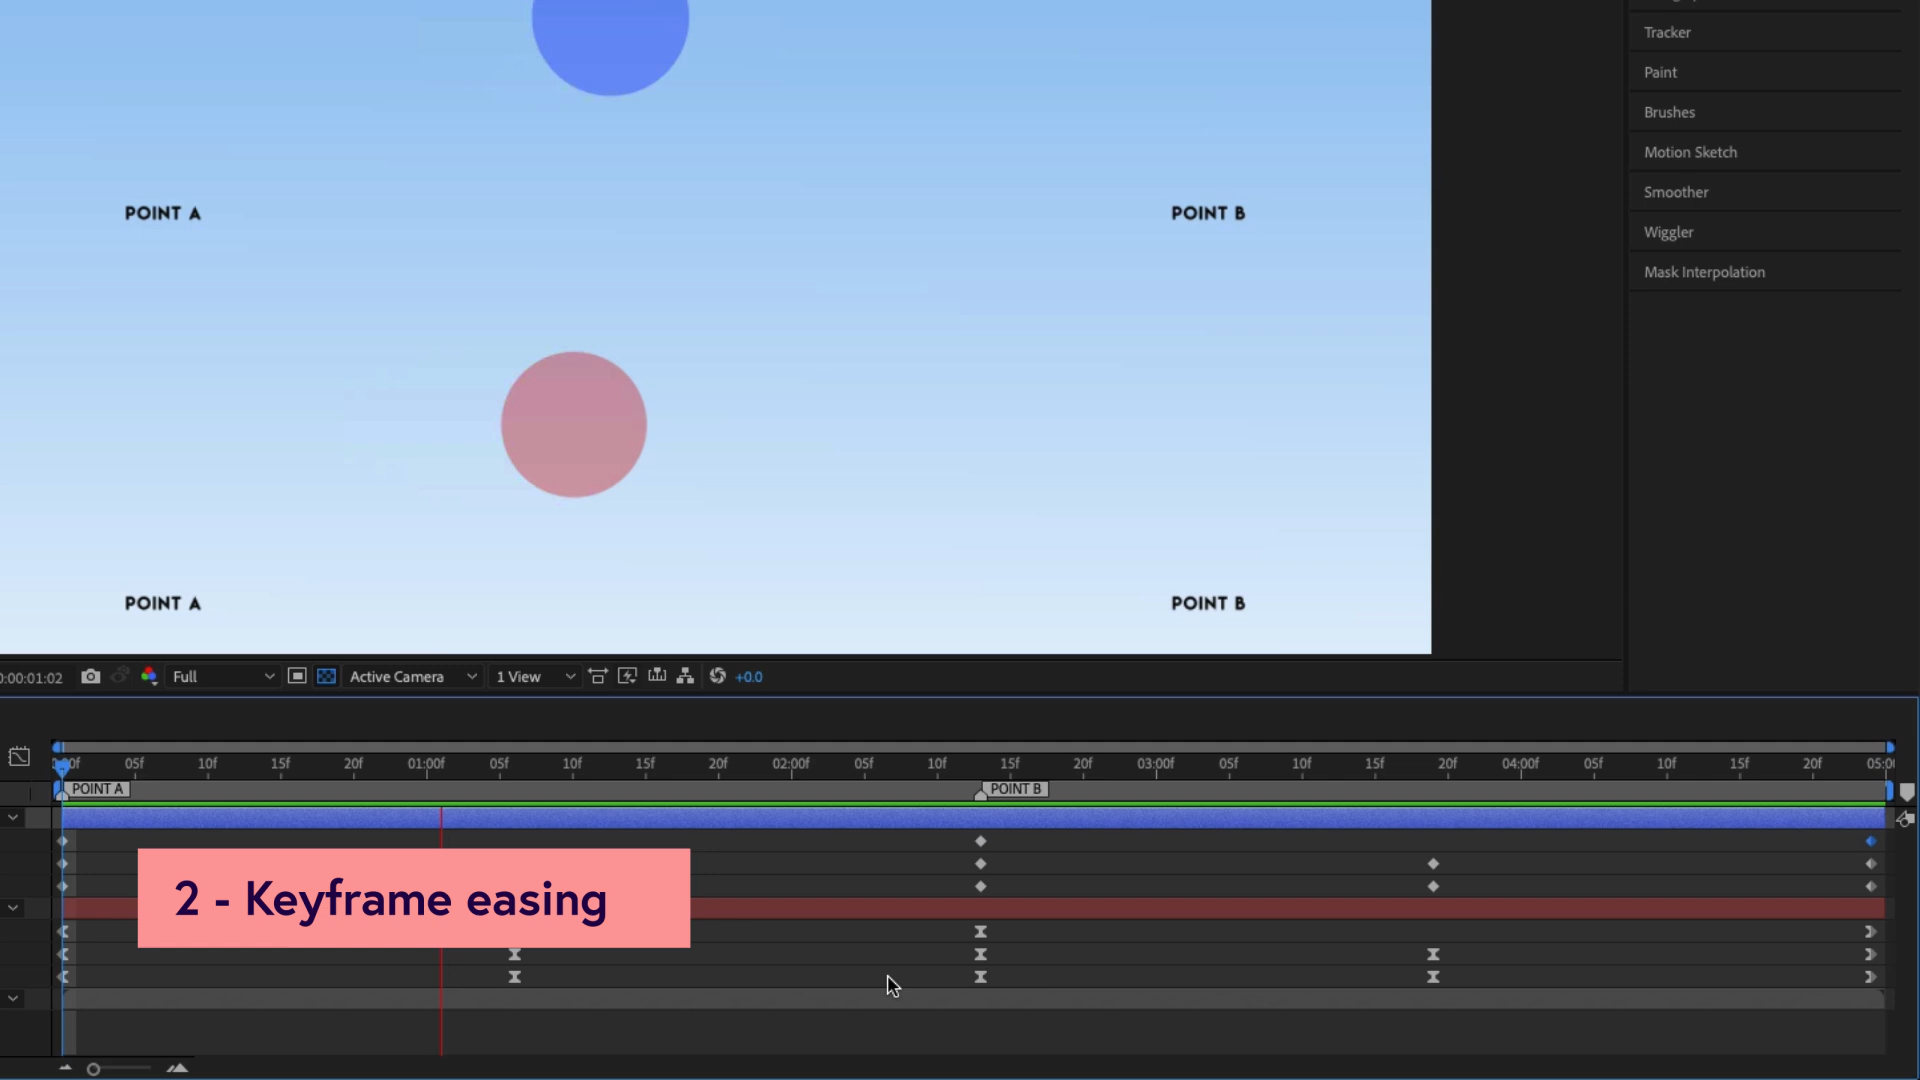 Tracker
Paint
Brushes
Motion Sketch
Smoother
Wiggler
Mask Interpolation
POINT A
POINT B
POINT A
POINT B
0:00:01:02
Full
Active Camera
1 View
+0.0
05f 10f 15f 20f 01:00f 05f 10f 15f 20f 02:00f 05f 10f 15f 20f 03:00f 05f 10f 15f 20f 04:00f 05f 10f 15f 20f 05:00
POINT A
POINT B
2 - Keyframe easing